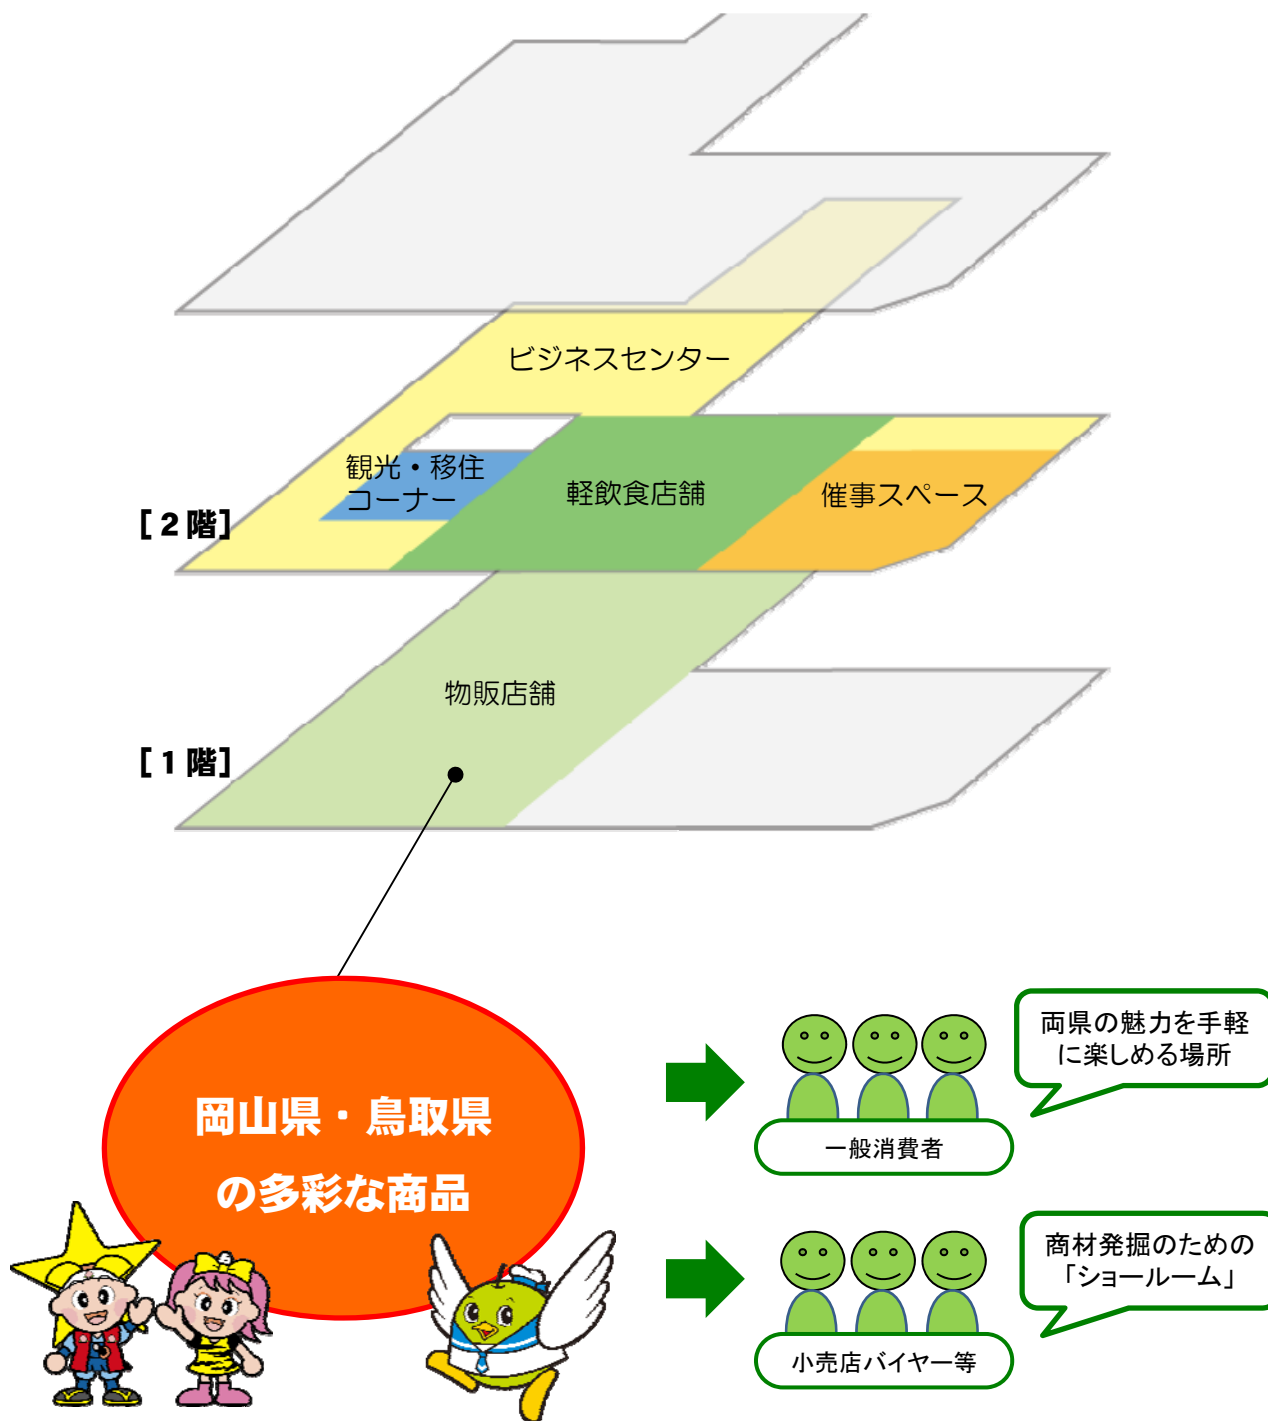 ビジネスセンター
観光・移住
コーナー
軽飲食店舗
催事スペース
[２階]
物販店舗
[１階]
岡山県・鳥取県
の多彩な商品
両県の魅力を手軽
に楽しめる場所
一般消費者
商材発掘のための
「ショールーム」
小売店バイヤー等